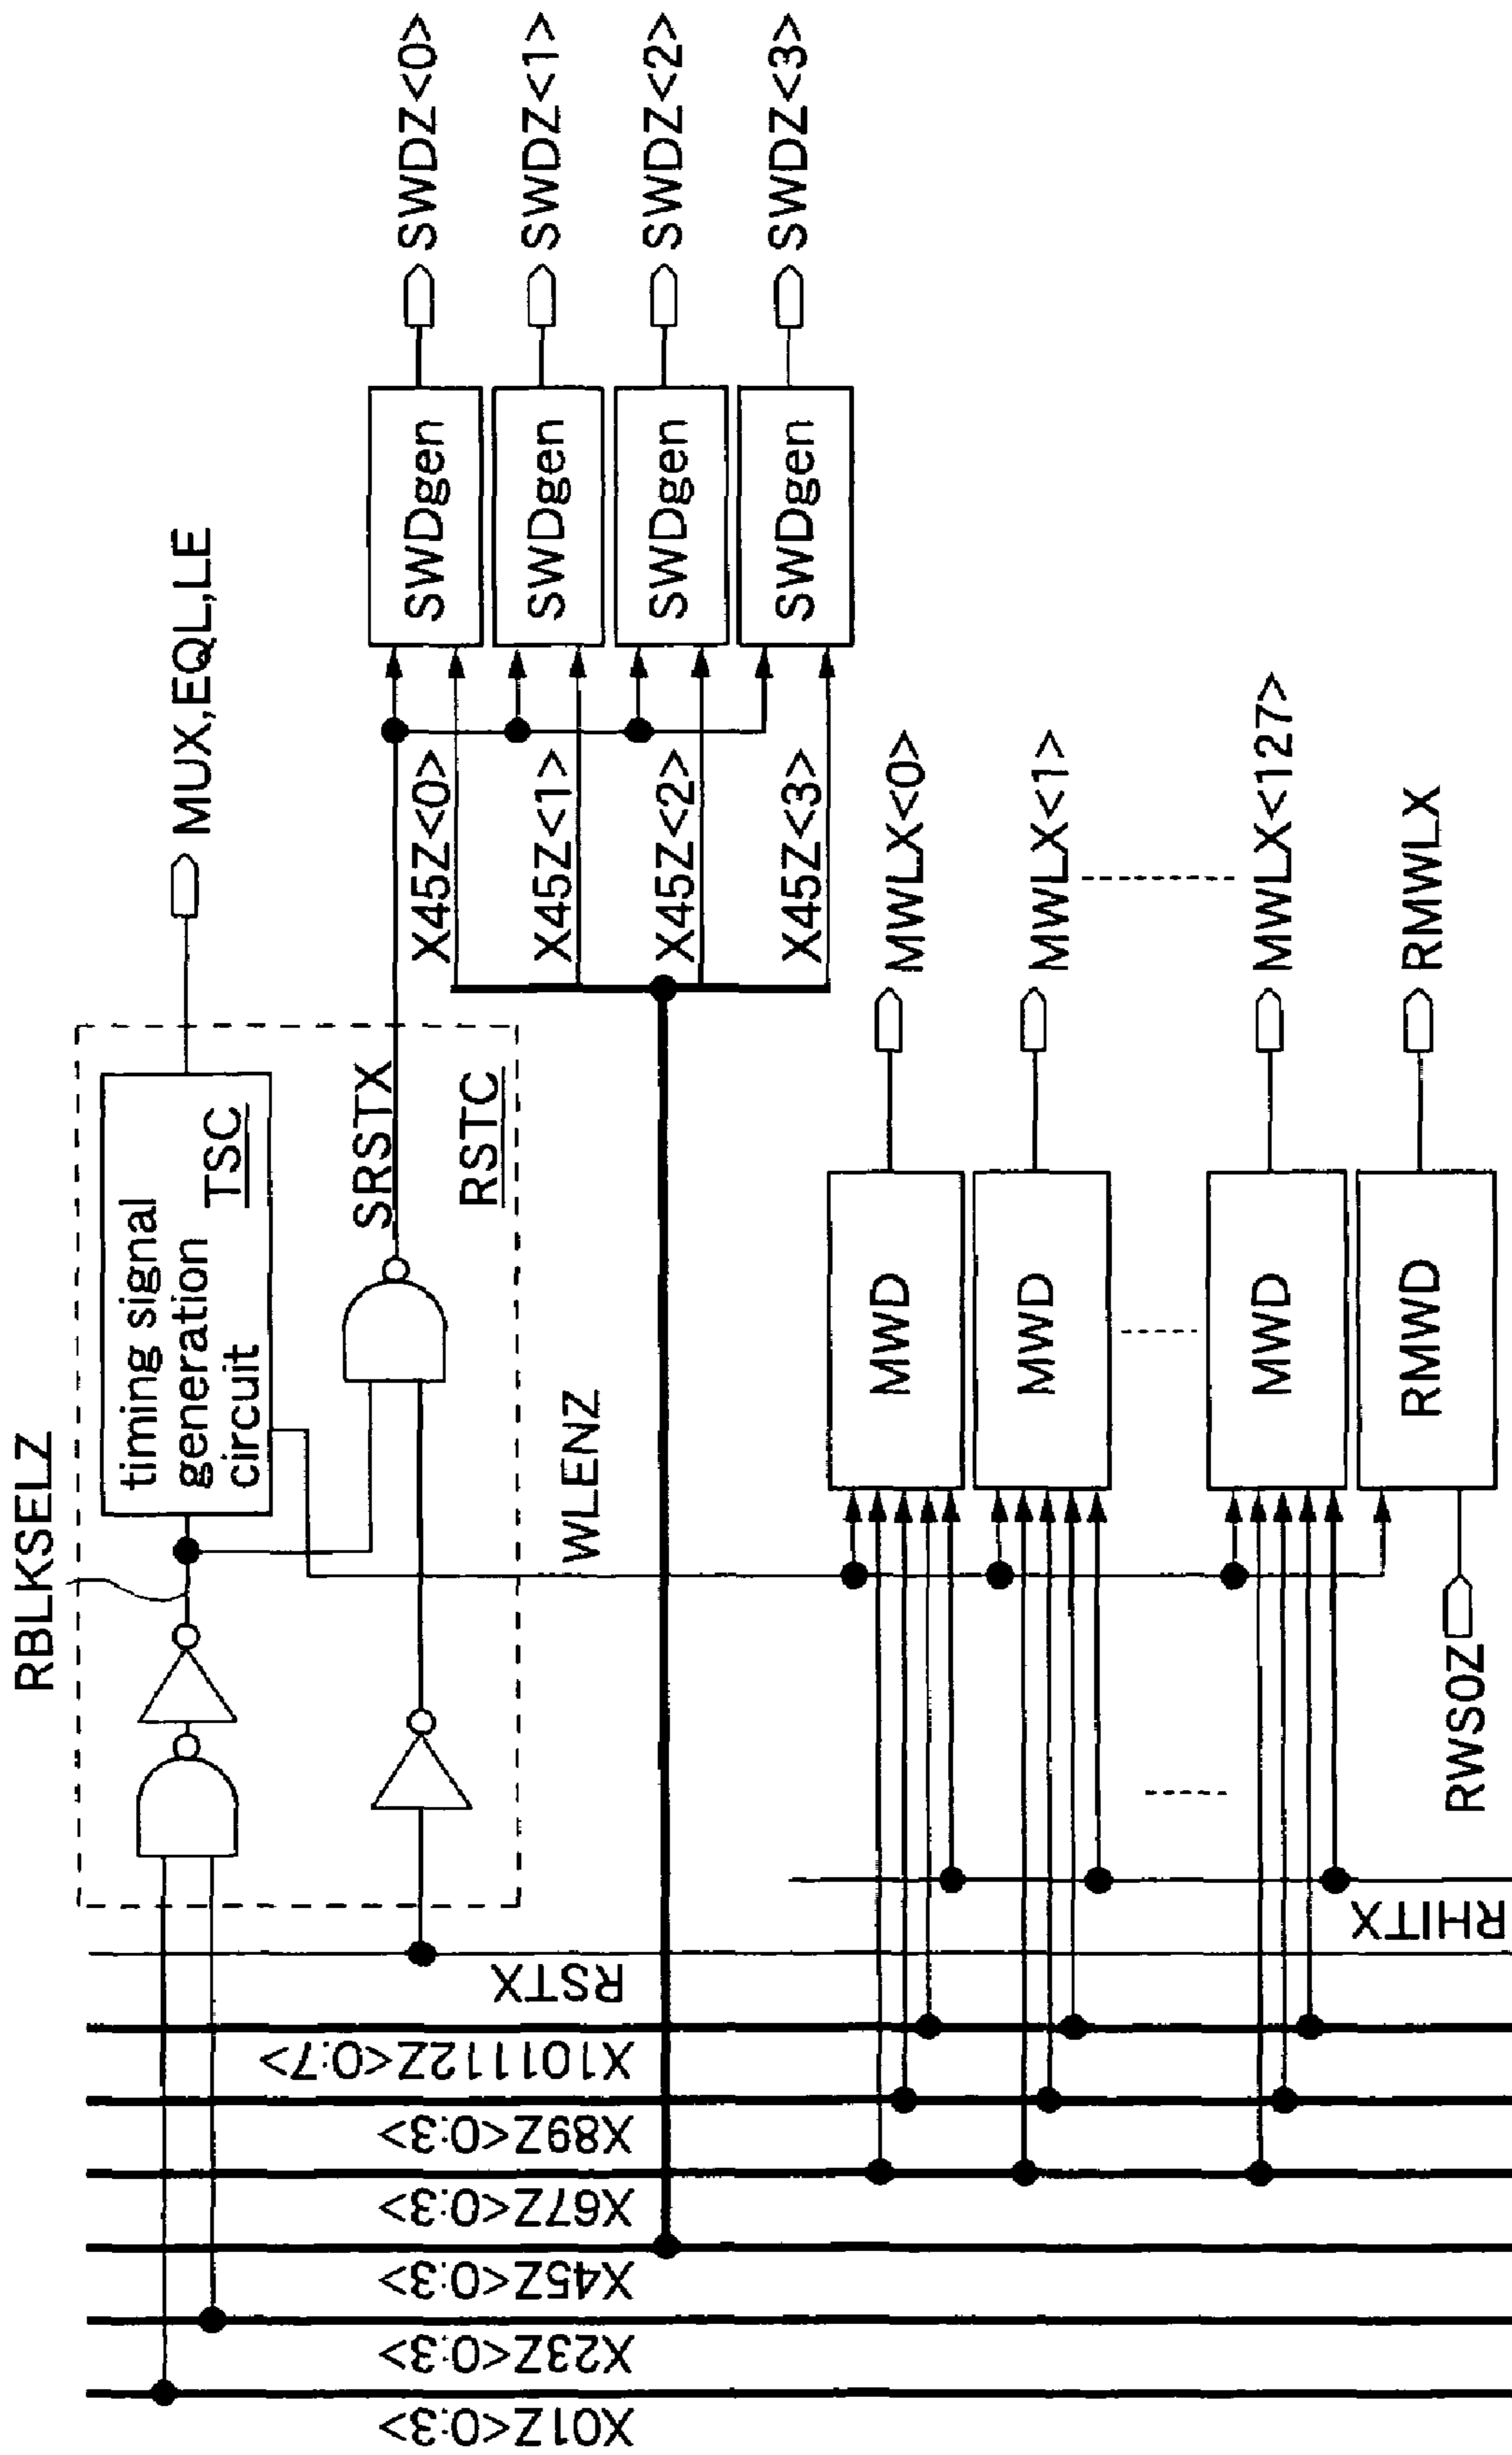 RBLKSELZ
timing signal
generation
circuit
TSC
MUX,EQL,LE
SRSTX
RSTC
WLENZ
X45Z<0>
X45Z<1>
X45Z<2>
X45Z<3>
SWDgen
SWDgen
SWDgen
SWDgen
SWDZ<0>
SWDZ<1>
SWDZ<2>
SWDZ<3>
MWD
MWD
MWD
RMWD
MWLX<0>
MWLX<1>
MWLX<127>
RMWLX
RWS0Z
RHITX
RSTX
X101112Z<0:7>
X89Z<0:3>
X67Z<0:3>
X45Z<0:3>
X23Z<0:3>
X01Z<0:3>